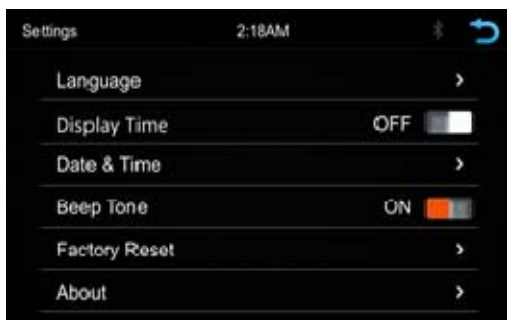 Settings 2:18AM
Language
Display Time OFF
Date & Time
Beep Tone ON
Factory Reset
About